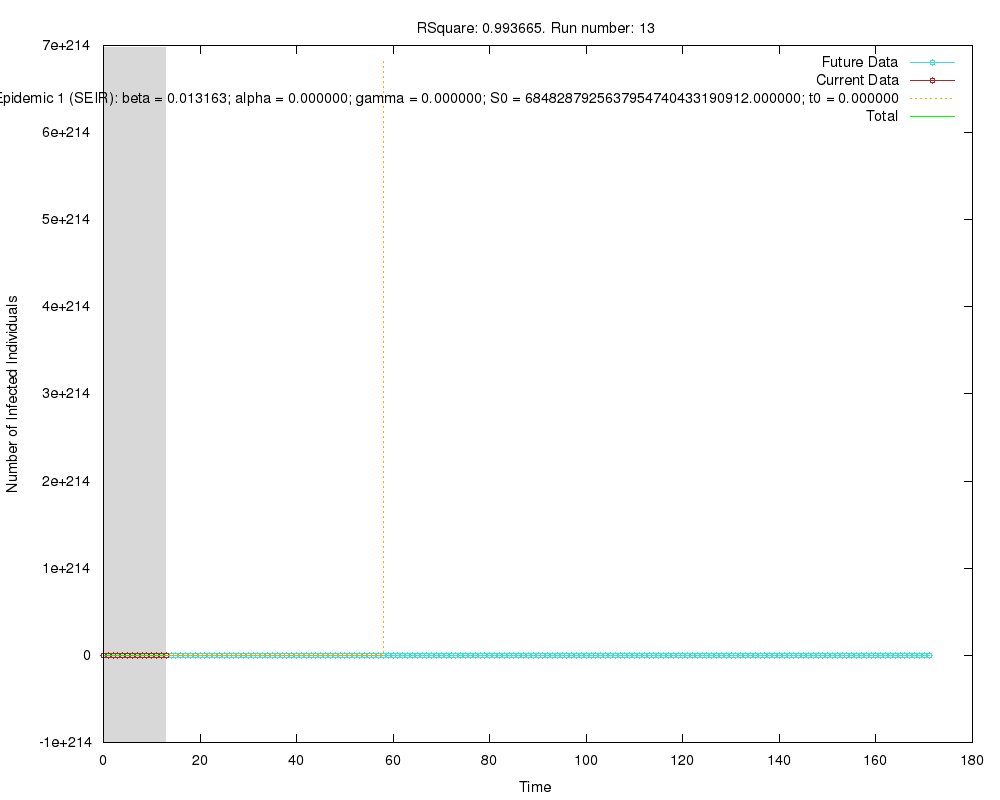 RSquare: 0.993665. Run number: 13
7e+214
Future Data
Current Data
Epidemic 1 (SEIR): beta = 0.013163; alpha = 0.000000; gamma = 0.000000; S0 = 6848287925637954740433190912.000000; t0 = 0.000000
Total
6e+214
5e+214
4e+214
3e+214
2e+214
1e+214
0
-1e+214
Number of Infected Individuals
0 20 40 60 80 100 120 140 160 180
Time